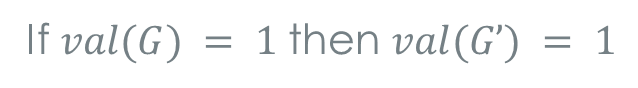 If val(G) = 1 then val(G’) = 1